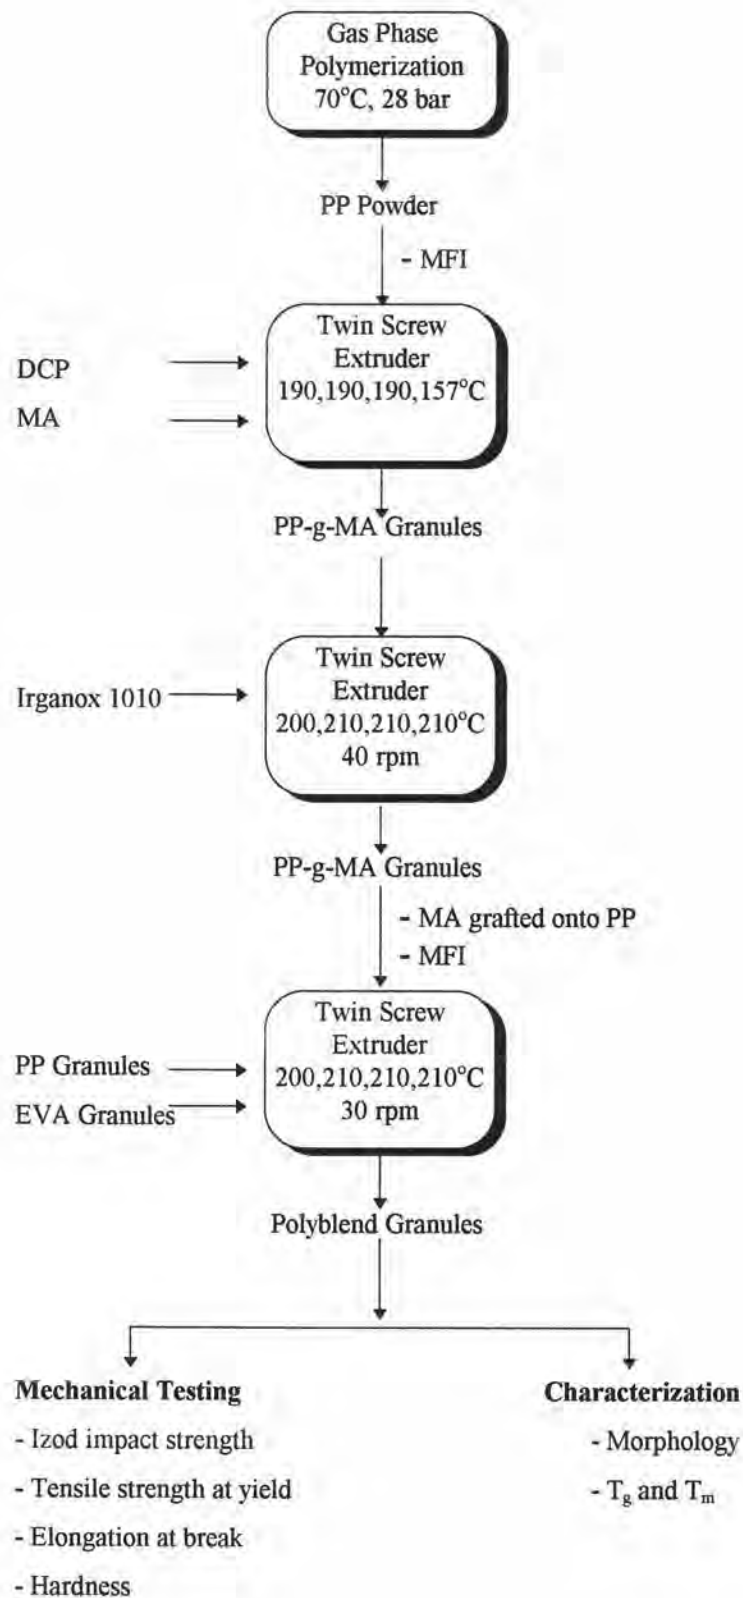 Gas Phase
Polymerization
70°C, 28 bar
PP Powder
- MFI
Twin Screw
Extruder
190,190,190,157°C
DCP
MA
PP-g-MA Granules
Twin Screw
Extruder
200,210,210,210°C
40 rpm
Irganox 1010
PP-g-MA Granules
- MA grafted onto PP
- MFI
Twin Screw
Extruder
200,210,210,210°C
30 rpm
PP Granules
EVA Granules
Polyblend Granules
Mechanical Testing
- Izod impact strength
- Tensile strength at yield
- Elongation at break
- Hardness
Characterization
- Morphology
- Tg and Tm